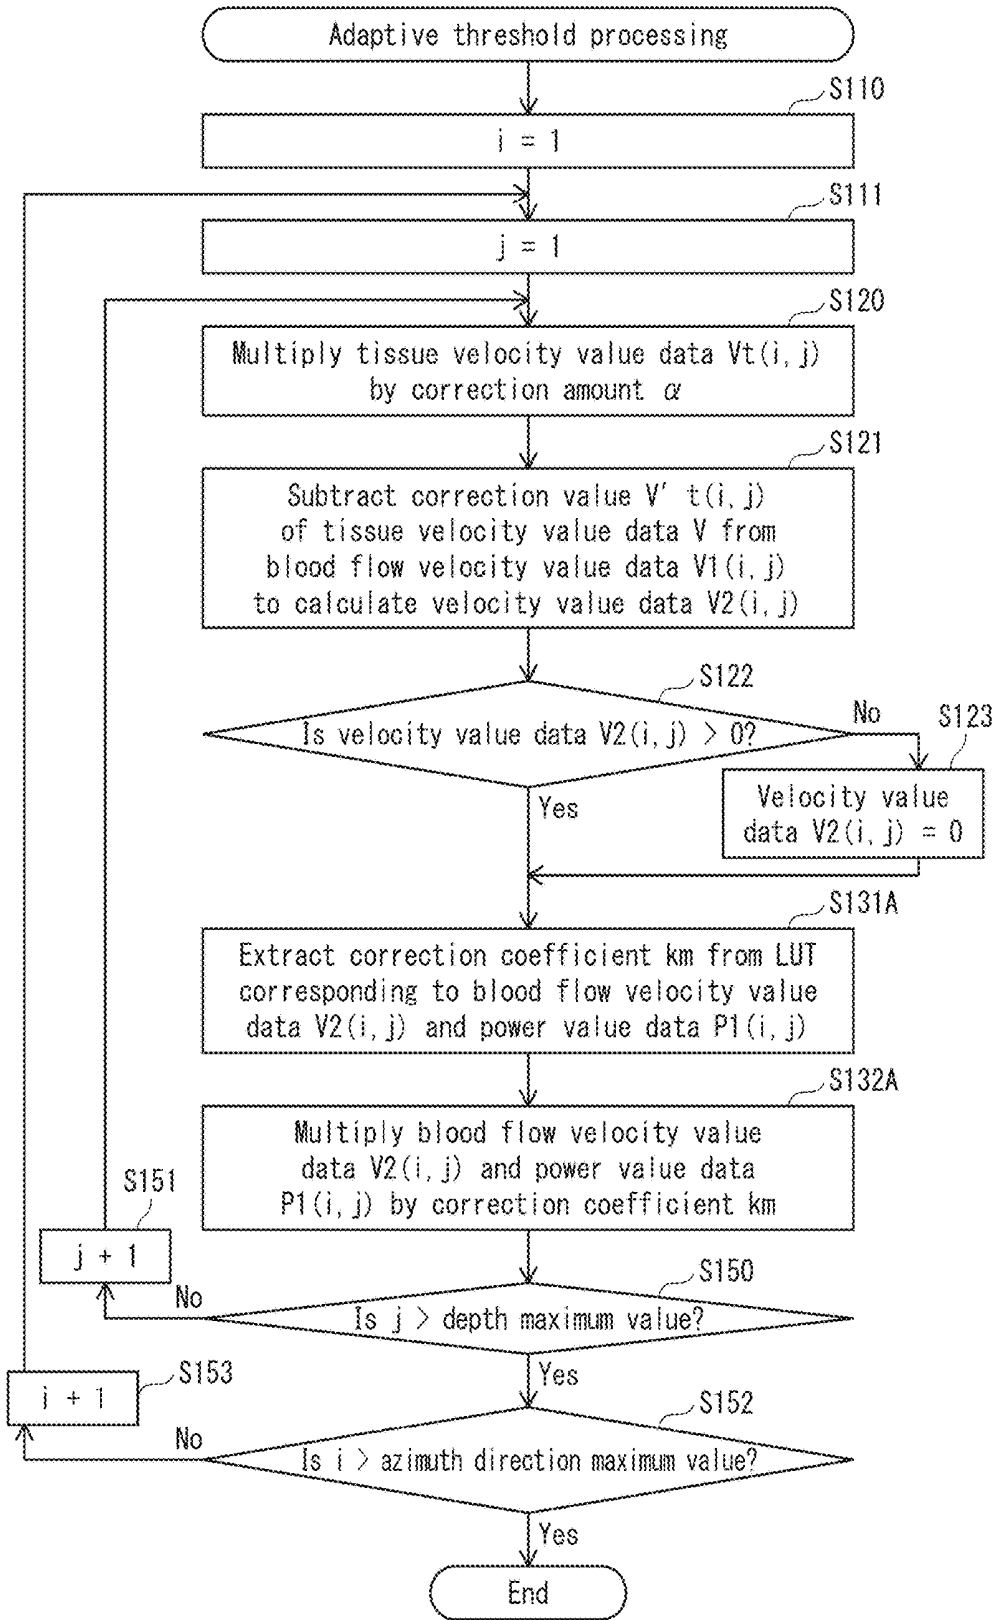 Adaptive threshold processing
S110
i = 1
S111
j = 1
S120
Multiply tissue velocity value data Vt(i, j)
by correction amount α
S121
Subtract correction value V′ t(i, j)
of tissue velocity value data V from
blood flow velocity value data V1(i, j)
to calculate velocity value data V2(i, j)
S122
Is velocity value data V2(i, j) > 0?
No
S123
Yes
Velocity value
data V2(i, j) = 0
S131A
Extract correction coefficient km from LUT
corresponding to blood flow velocity value
data V2(i, j) and power value data P1(i, j)
S132A
Multiply blood flow velocity value
data V2(i, j) and power value data
P1(i, j) by correction coefficient km
S151
j + 1
S150
No
Is j > depth maximum value?
Yes
S153
i + 1
S152
No
Is i > azimuth direction maximum value?
Yes
End